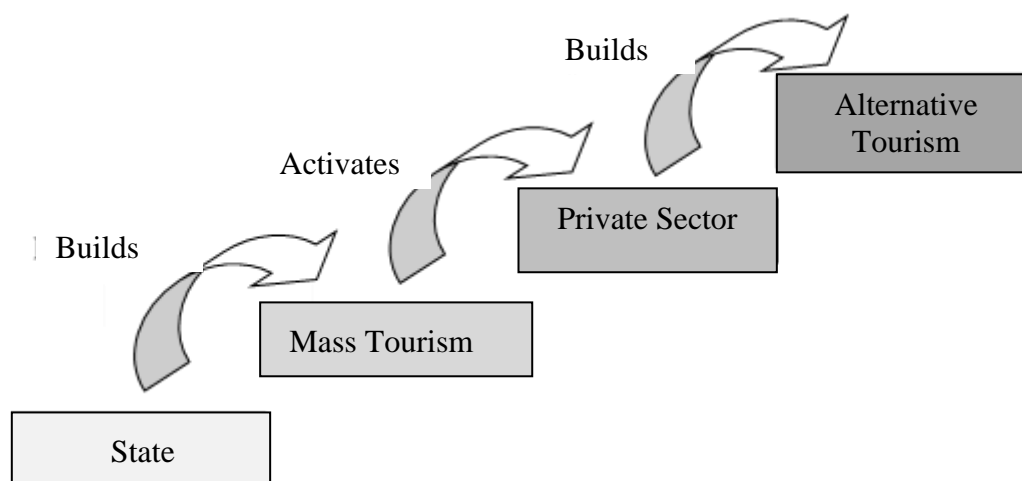 Builds
Alternative
Tourism
Activates
Private Sector
Builds
Mass Tourism
State